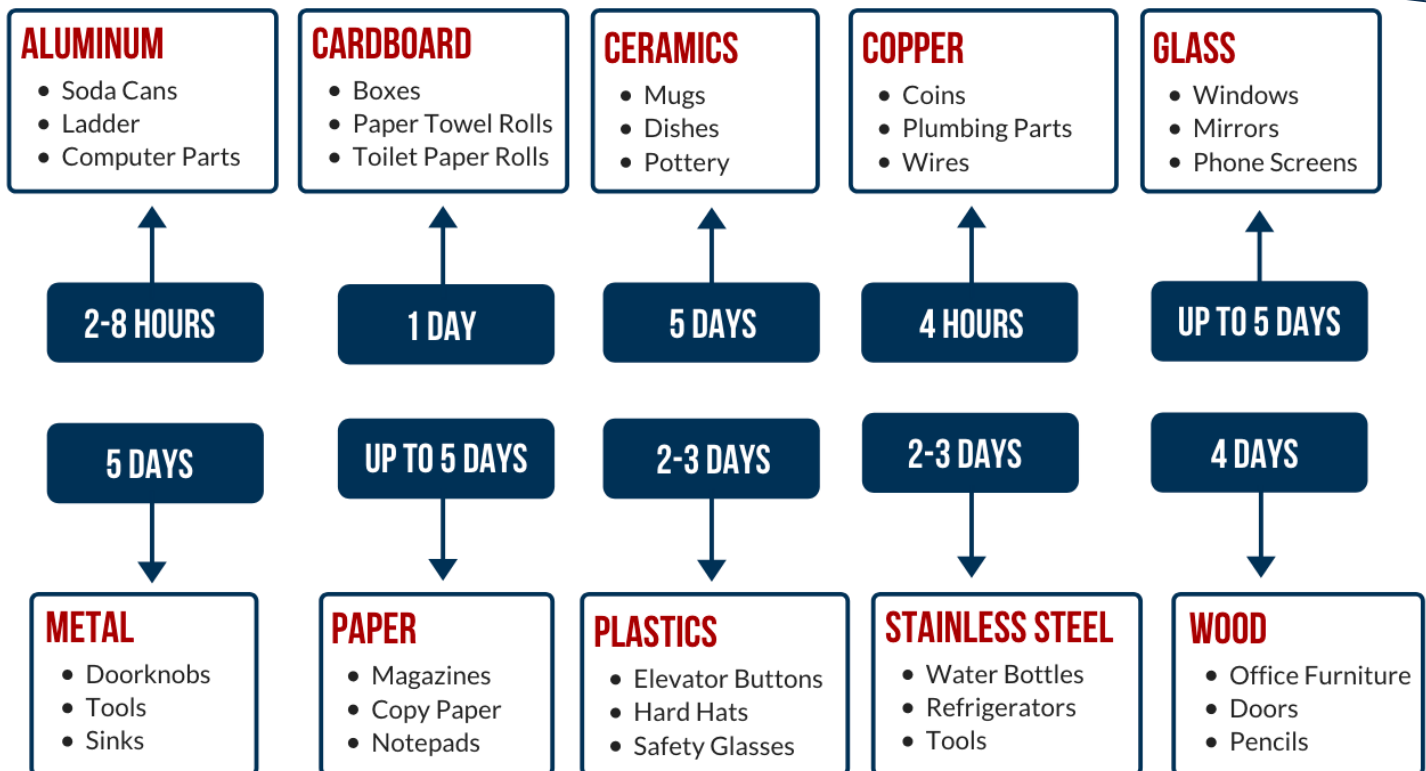 ALUMINUM
• Soda Cans
• Ladder
• Computer Parts
CARDBOARD
• Boxes
• Paper Towel Rolls
• Toilet Paper Rolls
CERAMICS
• Mugs
• Dishes
• Pottery
COPPER
• Coins
• Plumbing Parts
• Wires
GLASS
• Windows
• Mirrors
• Phone Screens
2-8 HOURS
1 DAY
5 DAYS
4 HOURS
UP TO 5 DAYS
5 DAYS
UP TO 5 DAYS
2-3 DAYS
2-3 DAYS
4 DAYS
METAL
• Doorknobs
• Tools
• Sinks
PAPER
• Magazines
• Copy Paper
• Notepads
PLASTICS
• Elevator Buttons
• Hard Hats
• Safety Glasses
STAINLESS STEEL
• Water Bottles
• Refrigerators
• Tools
WOOD
• Office Furniture
• Doors
• Pencils